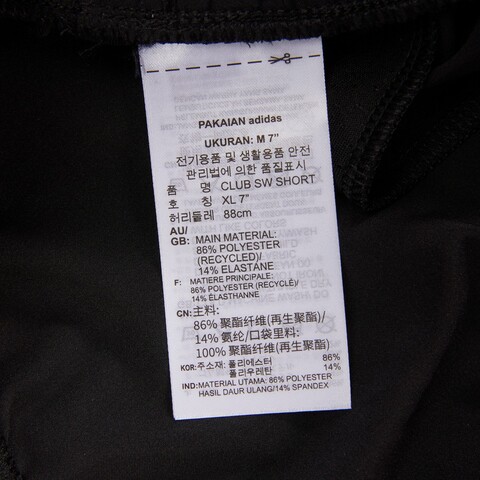 PAKAIAN adidas
UKURAN: M 7”
전기용품 및 생활용품 안전
관리법에 의한 품질표시
품 명 CLUB SW SHORT
호 칭 XL 7”
허리둘레 88cm
AU/
GB: MAIN MATERIAL:
86% POLYESTER
(RECYCLED)/
14% ELASTANE
F: MATIERE PRINCIPALE:
86% POLYESTER (RECYCLÉ)/
14% ÉLASTHANNE
CN: 主料:
86% 聚酯纤维(再生聚酯)/
14% 氨纶/口袋里料:
100% 聚酯纤维(再生聚酯)
KOR: 주소재: 폴리에스터 86%
폴리우레탄 14%
IND: MATERIAL UTAMA: 86% POLYESTER
HASIL DAUR ULANG/14% SPANDEX